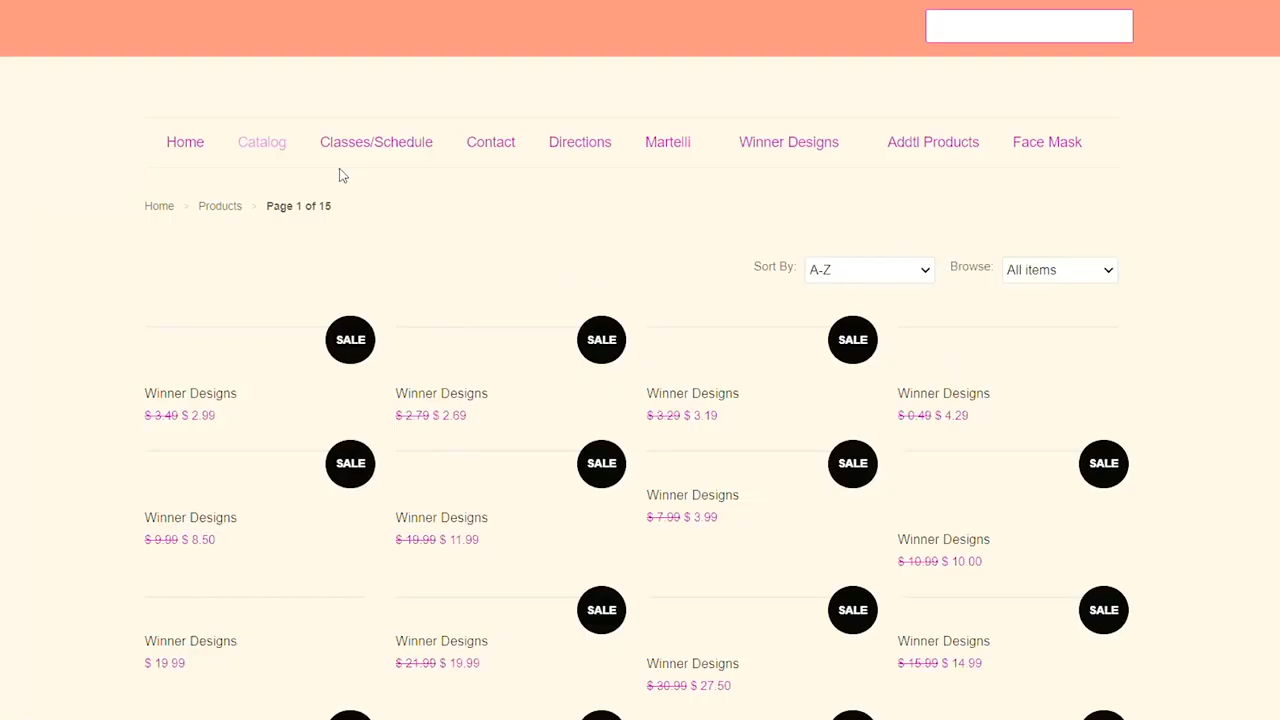 Home Catalog Classes/Schedule Contact Directions Martelli Winner Designs Addtl Products Face Mask
Home > Products > Page 1 of 15
Sort By: A-Z Browse: All items
SALE SALE SALE
Winner Designs Winner Designs Winner Designs Winner Designs
$ 3.49 $ 2.99 $ 2.79 $ 2.69 $ 3.29 $ 3.19 $ 0.49 $ 4.29
SALE SALE SALE SALE
Winner Designs
$ 7.99 $ 3.99
Winner Designs Winner Designs
$ 9.99 $ 8.50 $ 19.99 $ 11.99
Winner Designs
$ 10.99 $ 10.00
SALE SALE SALE
Winner Designs Winner Designs Winner Designs
$ 19.99 $ 21.99 $ 19.99 $ 15.99 $ 14.99
Winner Designs
$ 30.99 $ 27.50